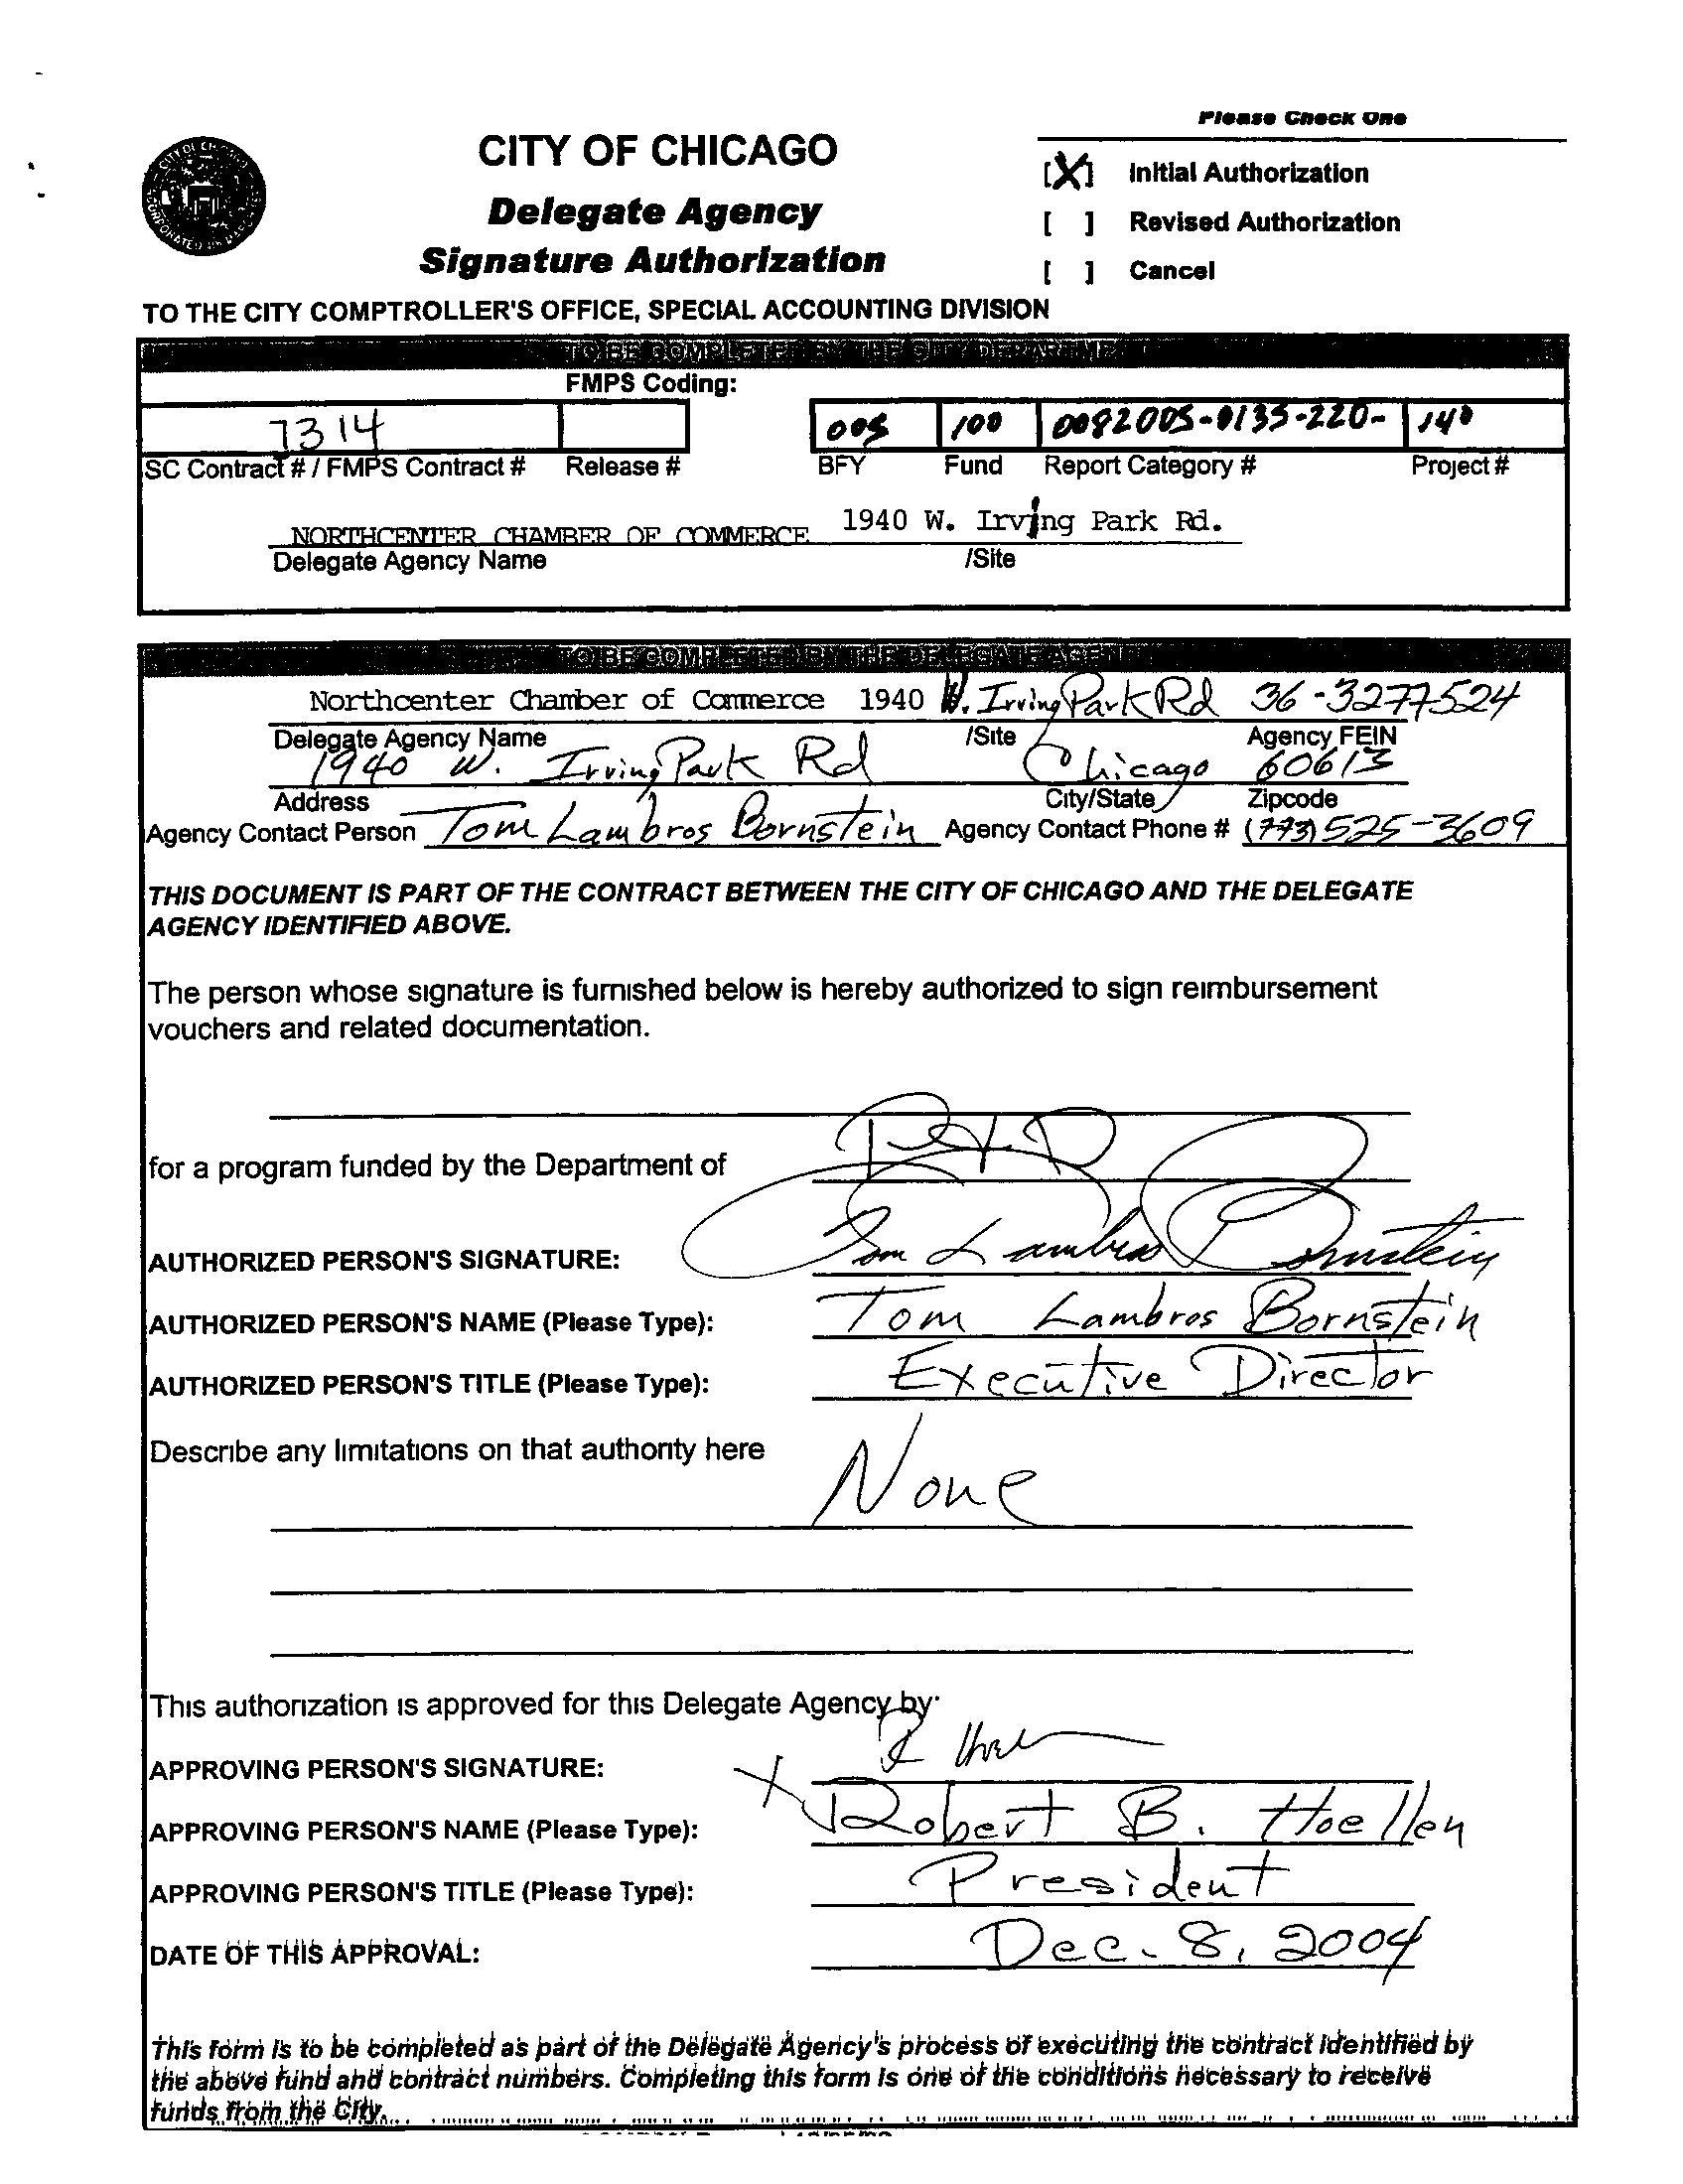 Please Check One
CITY OF CHICAGO
Delegate Agency
Signature Authorization
[X] Initial Authorization
[ ] Revised Authorization
[ ] Cancel
TO THE CITY COMPTROLLER'S OFFICE, SPECIAL ACCOUNTING DIVISION
TO BE COMPLETED BY THE CITY DEPARTMENT
FMPS Coding:
7314 005 100 0082005-0135-220- 140
SC Contract # / FMPS Contract # Release # BFY Fund Report Category # Project #
NORTHCENTER CHAMBER OF COMMERCE 1940 W. Irving Park Rd.
Delegate Agency Name /Site
TO BE COMPLETED BY THE DELEGATE AGENCY
Northcenter Chamber of Commerce 1940 W. Irving Park Rd 36-3277524
Delegate Agency Name /Site Agency FEIN
1940 W. Irving Park Rd Chicago 60613
Address City/State Zipcode
Agency Contact Person Tom Lambros Bornstein Agency Contact Phone # (773) 525-3609
THIS DOCUMENT IS PART OF THE CONTRACT BETWEEN THE CITY OF CHICAGO AND THE DELEGATE
AGENCY IDENTIFIED ABOVE.
The person whose signature is furnished below is hereby authorized to sign reimbursement
vouchers and related documentation.
for a program funded by the Department of
AUTHORIZED PERSON'S SIGNATURE: Tom Lambros Bornstein
AUTHORIZED PERSON'S NAME (Please Type): Tom Lambros Bornstein
AUTHORIZED PERSON'S TITLE (Please Type): Executive Director
Describe any limitations on that authority here
None
This authorization is approved for this Delegate Agency by:
APPROVING PERSON'S SIGNATURE: X
APPROVING PERSON'S NAME (Please Type): Robert B. Hoellen
APPROVING PERSON'S TITLE (Please Type): President
DATE OF THIS APPROVAL: Dec. 8, 2004
This form is to be completed as part of the Delegate Agency's process of executing the contract identified by
the above fund and contract numbers. Completing this form is one of the conditions necessary to receive
funds from the City.